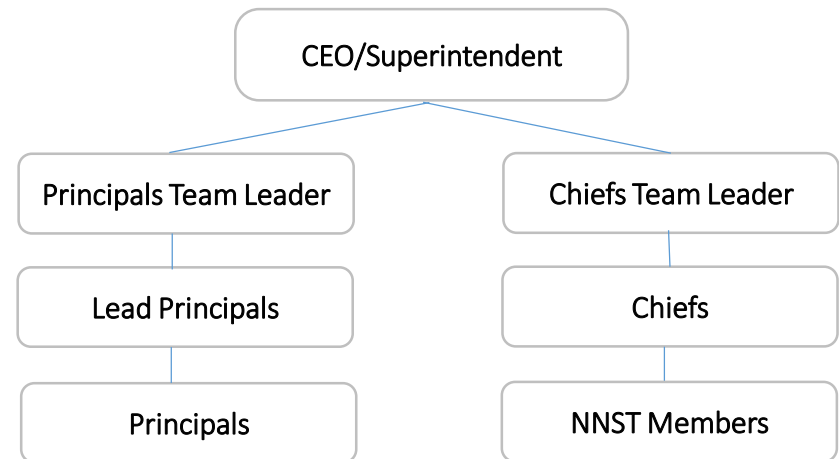 CEO/Superintendent
Principals Team Leader
Chiefs Team Leader
Lead Principals
Chiefs
Principals
NNST Members